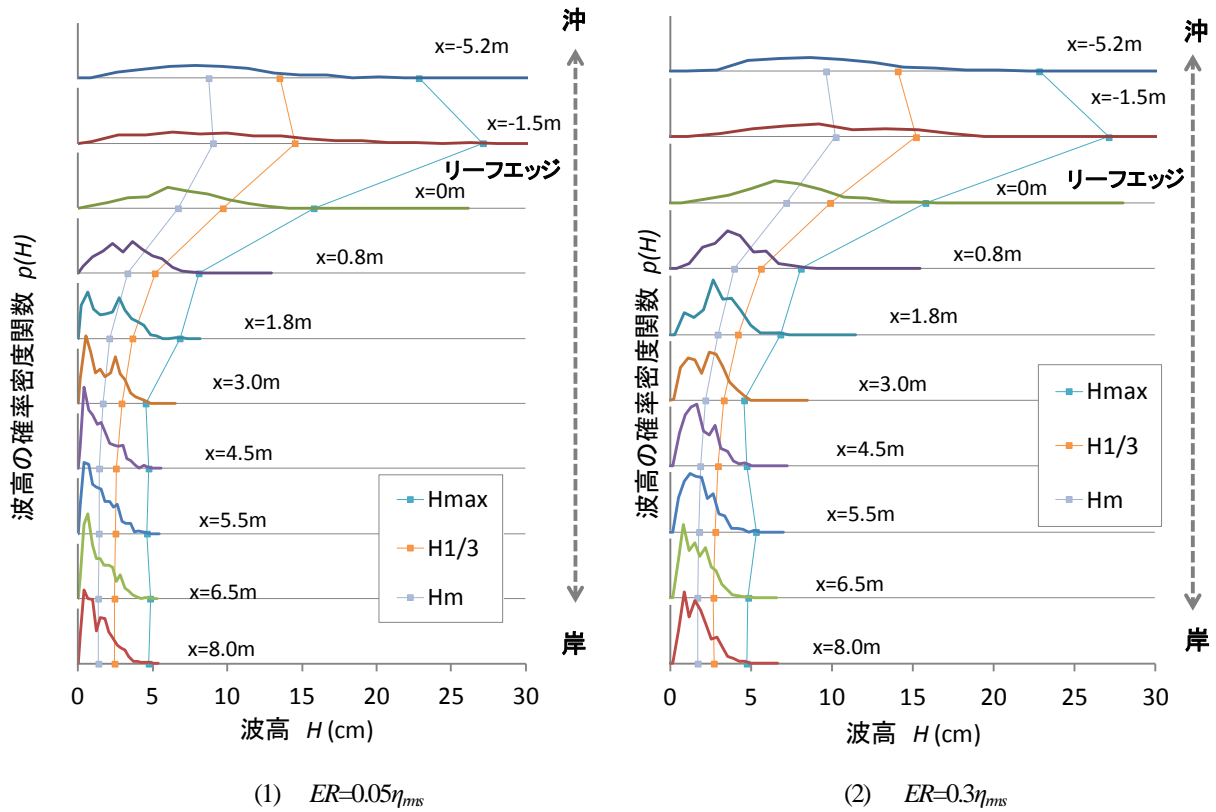 沖
x=-5.2m
x=-1.5m
リーフエッジ
x=0m
x=0.8m
x=1.8m
x=3.0m
x=4.5m
x=5.5m
x=6.5m
x=8.0m
Hmax
H1/3
Hm
岸
波高の確率密度関数 p(H)
0 5 10 15 20 25 30
波高 H (cm)
(1) ER=0.05ηrms
沖
x=-5.2m
x=-1.5m
リーフエッジ
x=0m
x=0.8m
x=1.8m
x=3.0m
x=4.5m
x=5.5m
x=6.5m
x=8.0m
Hmax
H1/3
Hm
岸
波高の確率密度関数 p(H)
0 5 10 15 20 25 30
波高 H (cm)
(2) ER=0.3ηrms